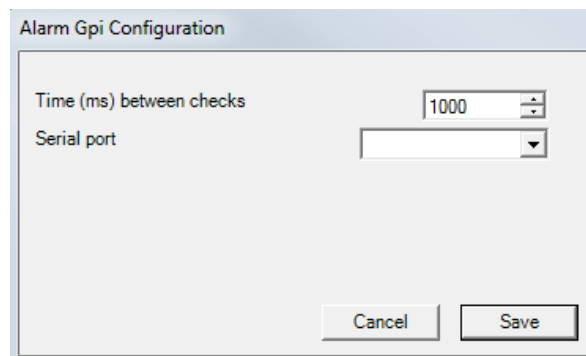 Alarm Gpi Configuration
Time (ms) between checks 1000
Serial port
Cancel Save